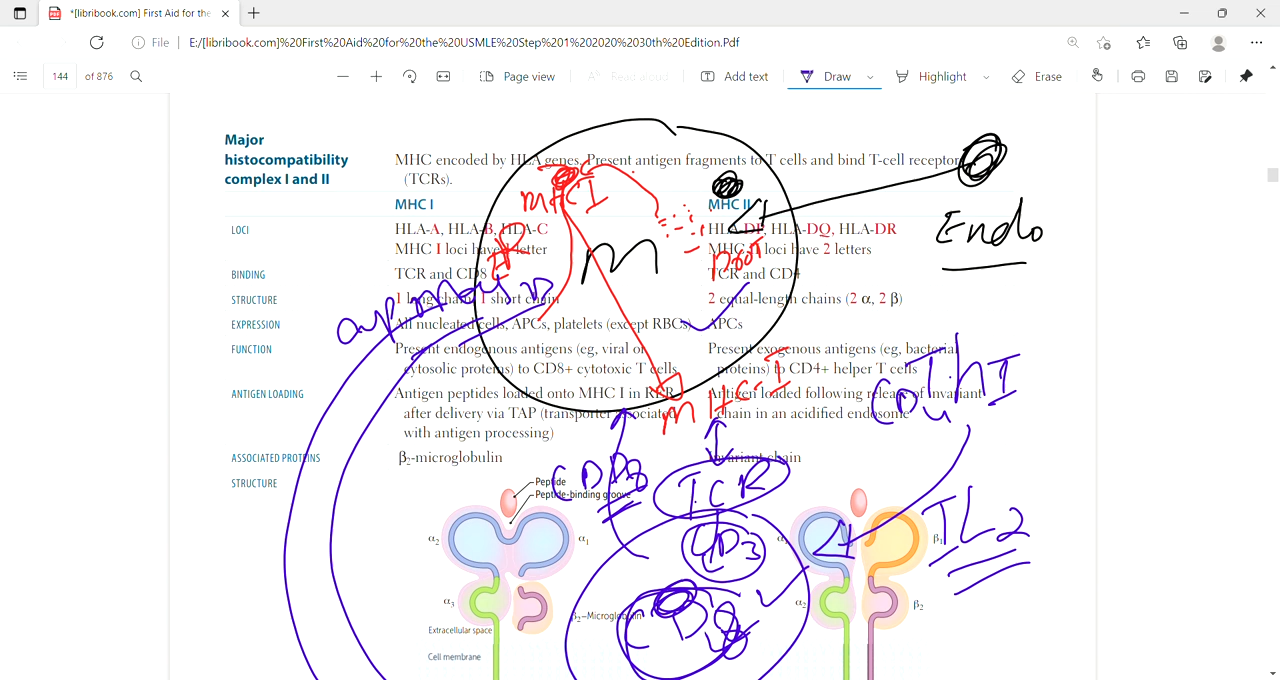 *[libribook.com] First Aid for the
File E:/[libribook.com]%20First%20Aid%20for%20the%20USMLE%20Step%201%202020%2030th%20Edition.Pdf
144 of 876 Page view Read aloud Add text Draw Highlight Erase
Major
histocompatibility
complex I and II
MHC encoded by HLA genes. Present antigen fragments to T cells and bind T-cell receptor
(TCRs).
MHC I MHC II
MHC I
LOCI HLA-A, HLA-B, HLA-C HLA-DP, HLA-DQ, HLA-DR
MHC I loci have 1 letter MHC II loci have 2 letters
Endo
m
BINDING TCR and CD8 TCR and CD4
STRUCTURE 1 long chain, 1 short chain 2 equal-length chains (2 α, 2 β)
EXPRESSION All nucleated cells, APCs, platelets (except RBCs) APCs
FUNCTION Present endogenous antigens (eg, viral or Present exogenous antigens (eg, bacterial
cytosolic proteins) to CD8+ cytotoxic T cells proteins) to CD4+ helper T cells
MHC-I
ThI
CD4
ANTIGEN LOADING Antigen peptides loaded onto MHC I in RER Antigen loaded following release of invariant
after delivery via TAP (transporter associated chain in an acidified endosome
with antigen processing)
ASSOCIATED PROTEINS β2-microglobulin Invariant chain
STRUCTURE
Peptide
Peptide-binding groove
TCR
CD3
IL2
α2 α1 α1 β1
α3 β2–Microglobulin α2 β2
CD8
Extracellular space
Cell membrane